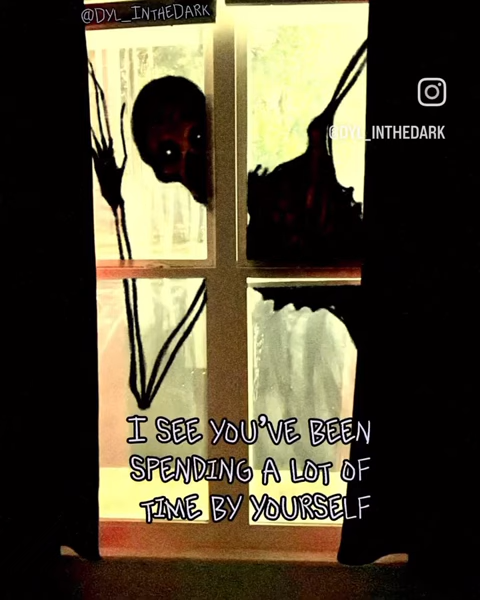 @DYL_INTHEDARK
@DYL_INTHEDARK
I SEE YOU'VE BEEN
SPENDING A LOT OF
TIME BY YOURSELF